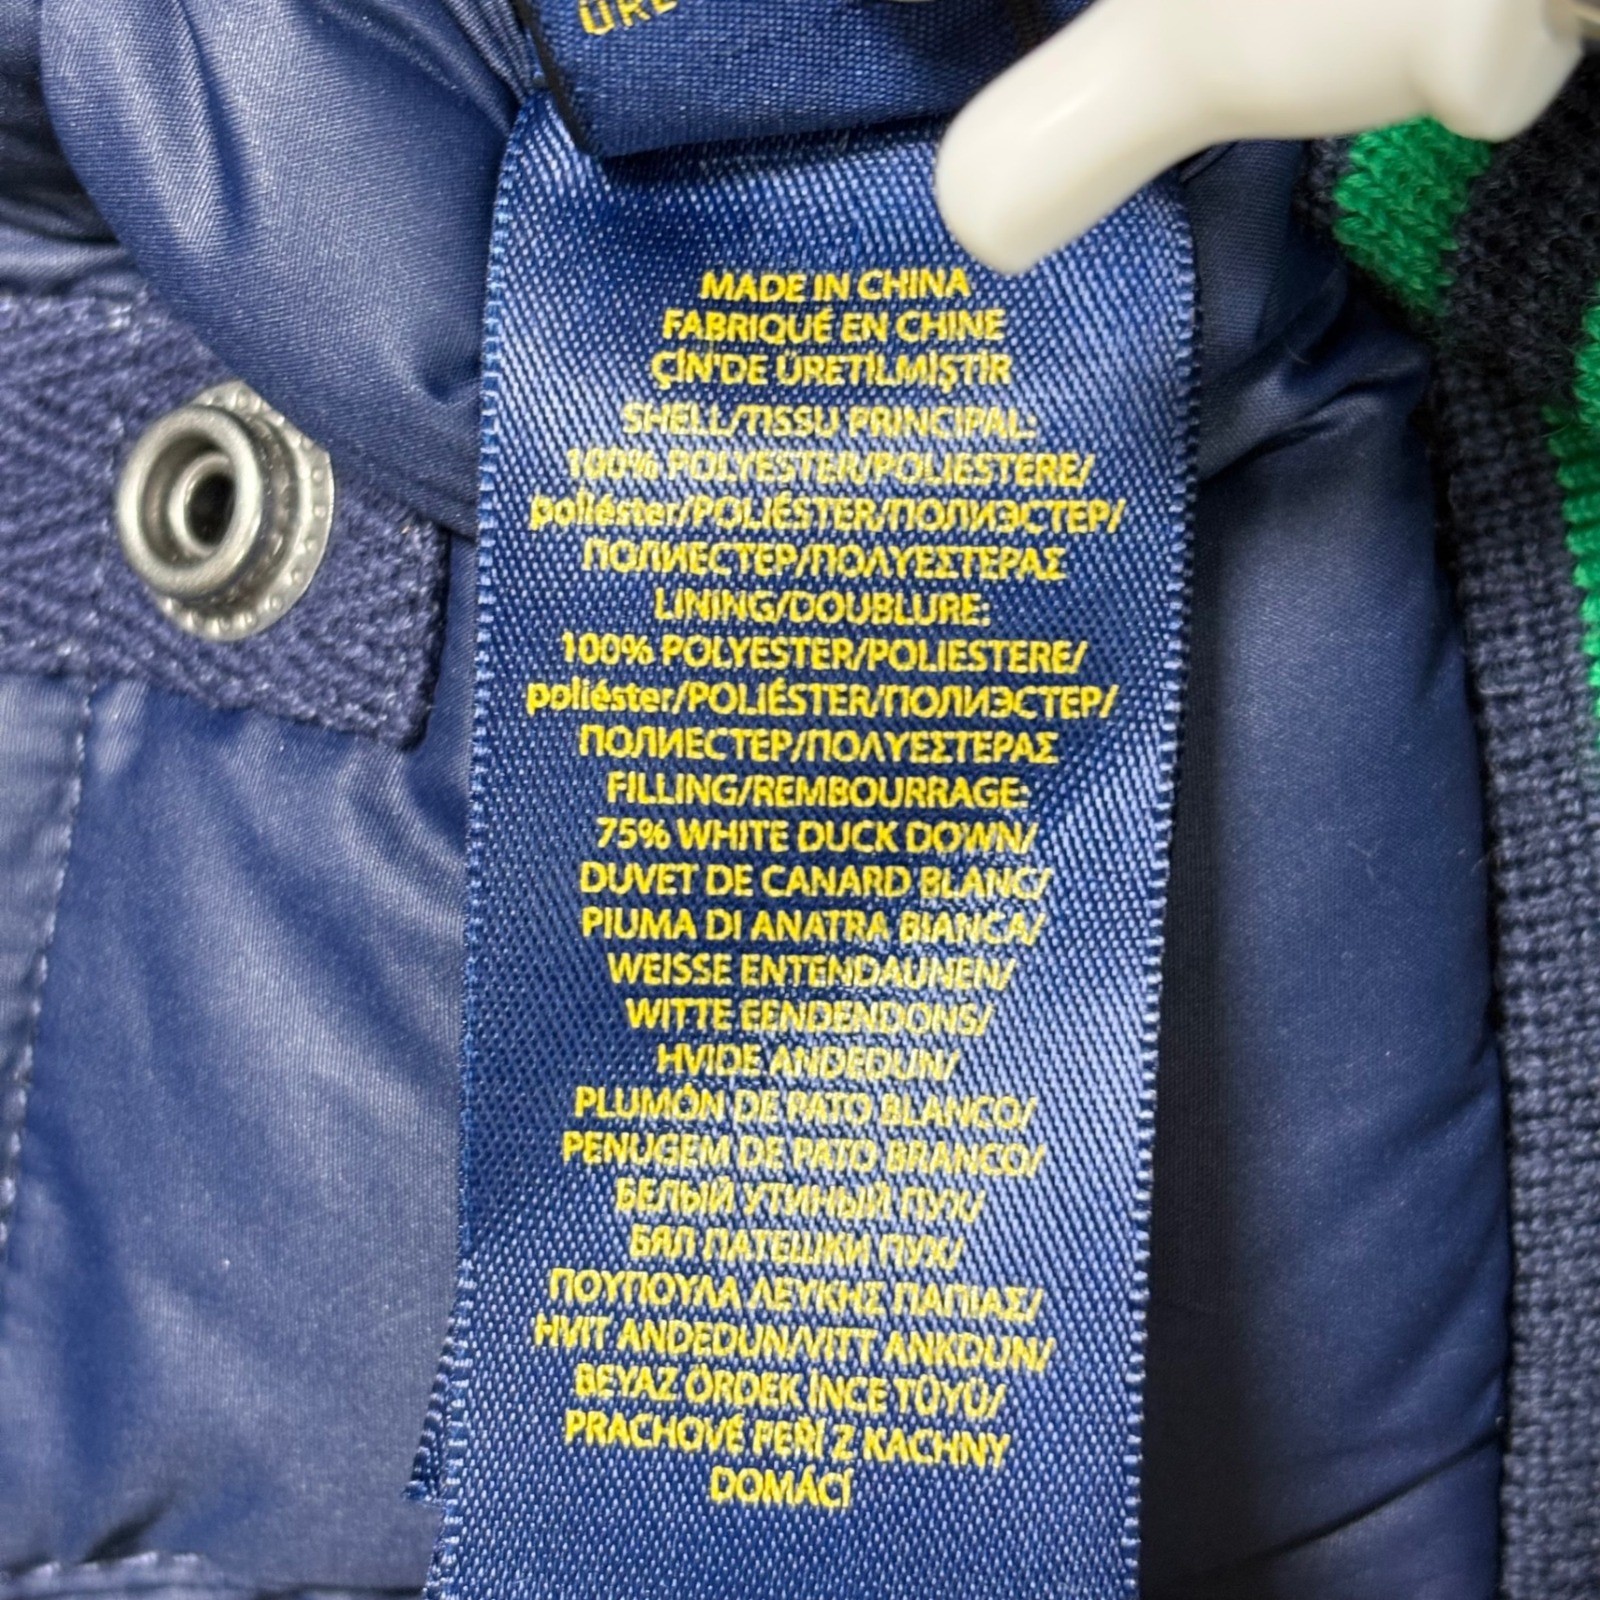 MADE IN CHINA
FABRIQUÉ EN CHINE
ÇİN'DE ÜRETİLMİŞTİR
SHELL/TISSU PRINCIPAL:
100% POLYESTER/POLIESTERE/
poliéster/POLIÉSTER/ПОЛИЭСТЕР/
ПОЛИЕСТЕР/ΠΟΛΥΕΣΤΕΡΑΣ
LINING/DOUBLURE:
100% POLYESTER/POLIESTERE/
poliéster/POLIÉSTER/ПОЛИЭСТЕР/
ПОЛИЕСТЕР/ΠΟΛΥΕΣΤΕΡΑΣ
FILLING/REMBOURRAGE:
75% WHITE DUCK DOWN/
DUVET DE CANARD BLANC/
PIUMA DI ANATRA BIANCA/
WEISSE ENTENDAUNEN/
WITTE EENDENDONS/
HVIDE ANDEDUN/
PLUMÓN DE PATO BLANCO/
PENUGEM DE PATO BRANCO/
БЕЛЫЙ УТИНЫЙ ПУХ/
БЯЛ ПАТЕШКИ ПУХ/
ΠΟΥΠΟΥΛΑ ΛΕΥΚΗΣ ΠΑΠΙΑΣ/
HVIT ANDEDUN/VITT ANKDUN/
BEYAZ ÖRDEK İNCE TÜYÜ/
PRACHOVÉ PEŘÍ Z KACHNY
DOMÁCÍ